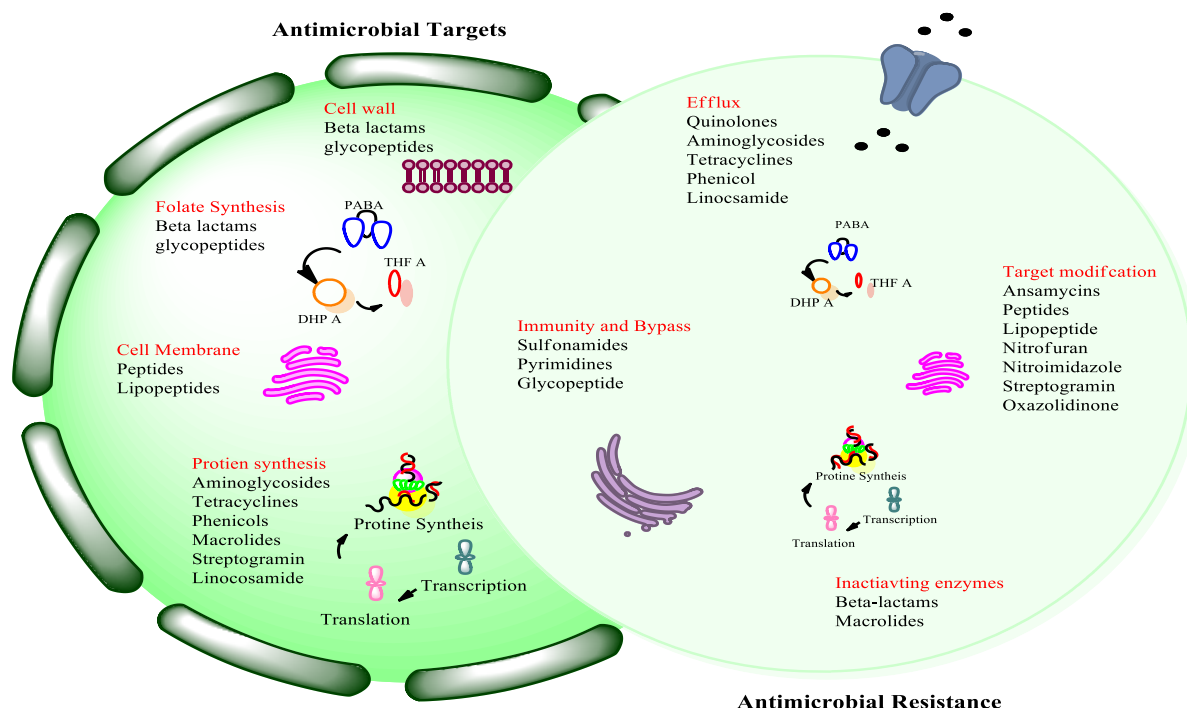 Antimicrobial Targets
Cell wall
Beta lactams
glycopeptides
Folate Synthesis
Beta lactams
glycopeptides
PABA
THF A
DHP A
Cell Membrane
Peptides
Lipopeptides
Protien synthesis
Aminoglycosides
Tetracyclines
Phenicols
Macrolides
Streptogramin
Linocosamide
Protine Syntheis
Transcription
Translation
Efflux
Quinolones
Aminoglycosides
Tetracyclines
Phenicol
Linocsamide
PABA
THF A
DHP A
Immunity and Bypass
Sulfonamides
Pyrimidines
Glycopeptide
Target modifcation
Ansamycins
Peptides
Lipopeptide
Nitrofuran
Nitroimidazole
Streptogramin
Oxazolidinone
Protine Syntheis
Transcription
Translation
Inactiavting enzymes
Beta-lactams
Macrolides
Antimicrobial Resistance